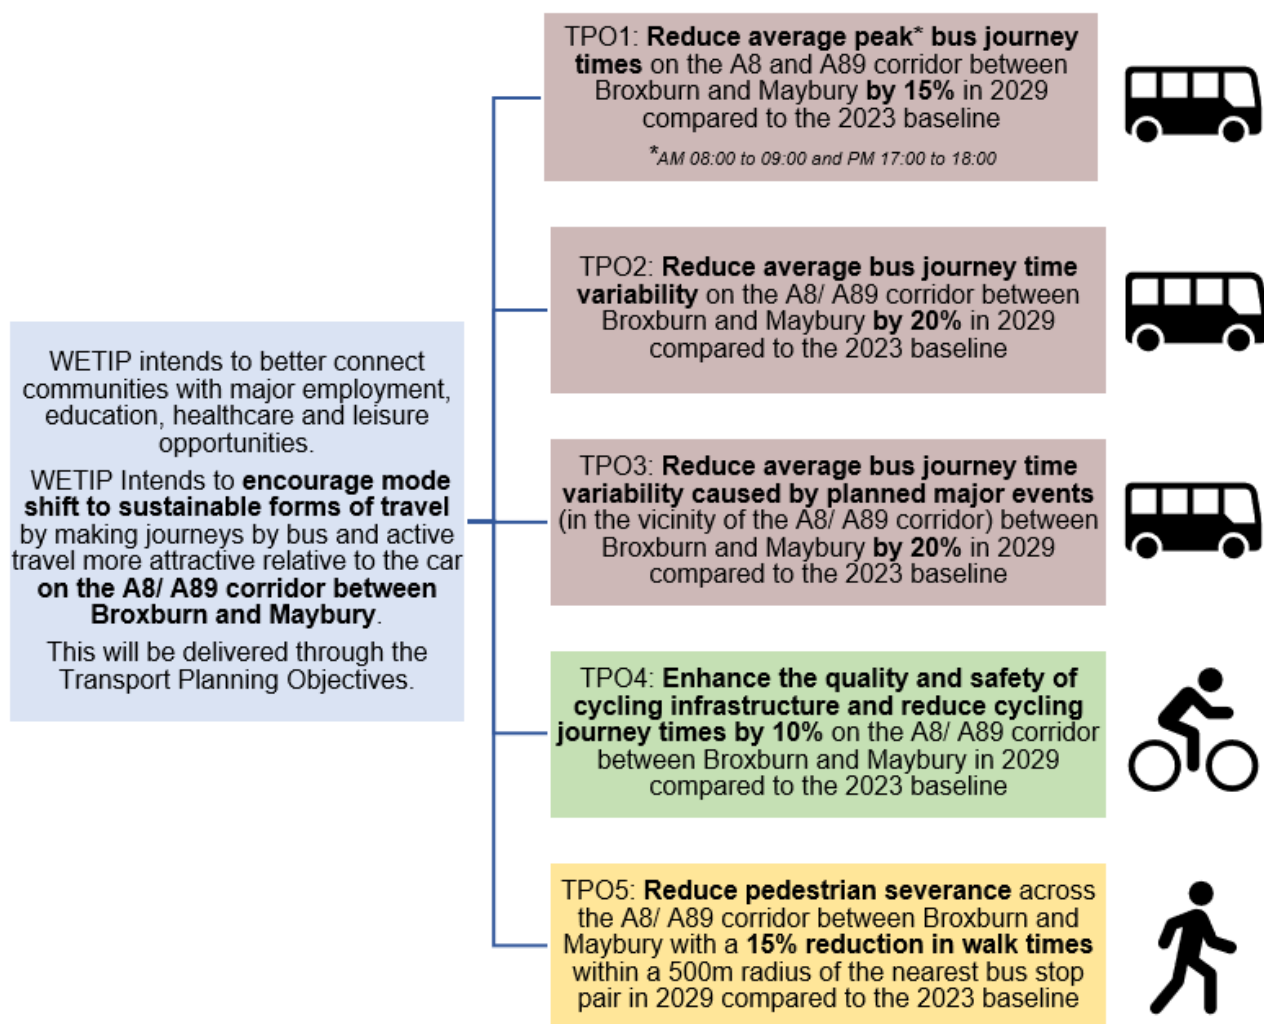 WETIP intends to better connect
communities with major employment,
education, healthcare and leisure
opportunities.
WETIP Intends to encourage mode
shift to sustainable forms of travel
by making journeys by bus and active
travel more attractive relative to the car
on the A8/ A89 corridor between
Broxburn and Maybury.
This will be delivered through the
Transport Planning Objectives.
TPO1: Reduce average peak* bus journey
times on the A8 and A89 corridor between
Broxburn and Maybury by 15% in 2029
compared to the 2023 baseline
*AM 08:00 to 09:00 and PM 17:00 to 18:00
TPO2: Reduce average bus journey time
variability on the A8/ A89 corridor between
Broxburn and Maybury by 20% in 2029
compared to the 2023 baseline
TPO3: Reduce average bus journey time
variability caused by planned major events
(in the vicinity of the A8/ A89 corridor) between
Broxburn and Maybury by 20% in 2029
compared to the 2023 baseline
TPO4: Enhance the quality and safety of
cycling infrastructure and reduce cycling
journey times by 10% on the A8/ A89 corridor
between Broxburn and Maybury in 2029
compared to the 2023 baseline
TPO5: Reduce pedestrian severance across
the A8/ A89 corridor between Broxburn and
Maybury with a 15% reduction in walk times
within a 500m radius of the nearest bus stop
pair in 2029 compared to the 2023 baseline